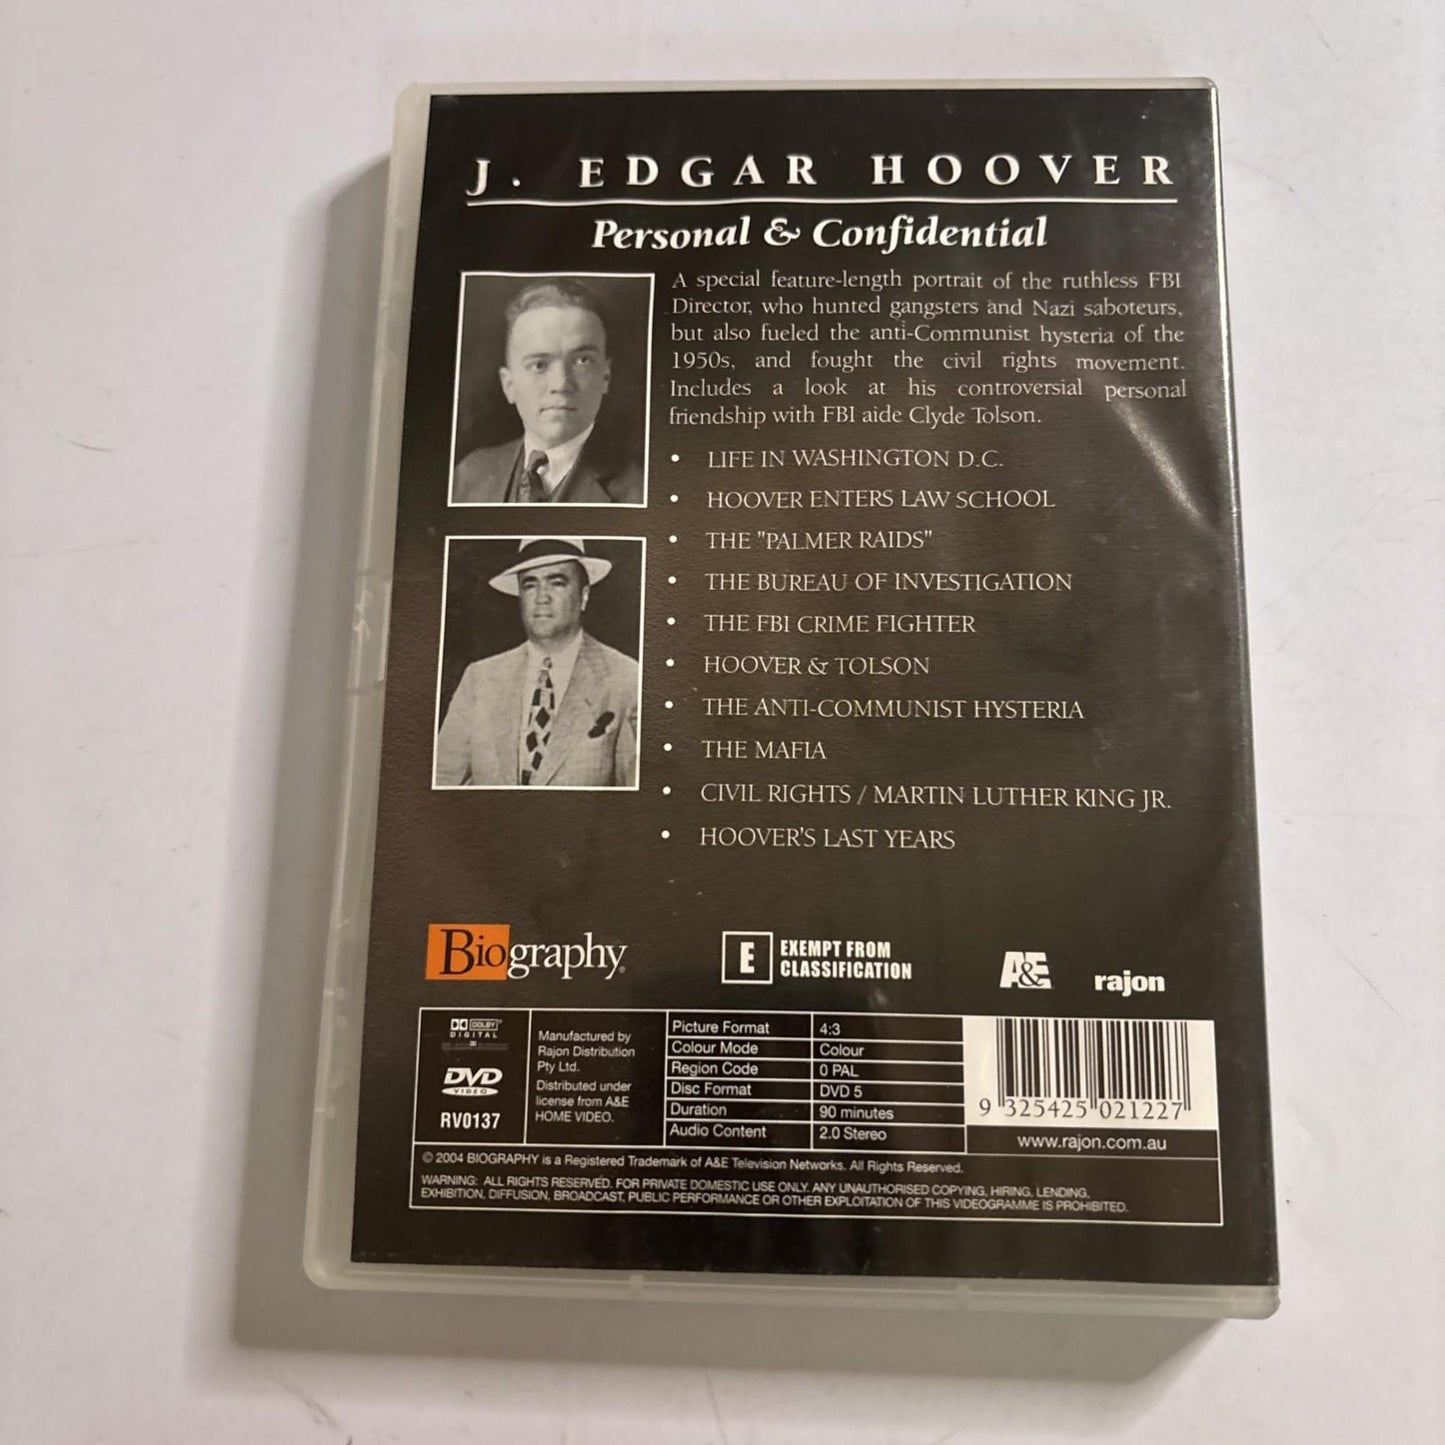 J. EDGAR HOOVER
Personal & Confidential
A special feature-length portrait of the ruthless FBI
Director, who hunted gangsters and Nazi saboteurs,
but also fueled the anti-Communist hysteria of the
1950s, and fought the civil rights movement.
Includes a look at his controversial personal
friendship with FBI aide Clyde Tolson.
• LIFE IN WASHINGTON D.C.
• HOOVER ENTERS LAW SCHOOL
• THE "PALMER RAIDS"
• THE BUREAU OF INVESTIGATION
• THE FBI CRIME FIGHTER
• HOOVER & TOLSON
• THE ANTI-COMMUNIST HYSTERIA
• THE MAFIA
• CIVIL RIGHTS / MARTIN LUTHER KING JR.
• HOOVER'S LAST YEARS
Biography®
E EXEMPT FROM
CLASSIFICATION
A&E
rajon
DOLBY
DIGITAL
DVD
VIDEO
RV0137
Manufactured by
Rajon Distribution
Pty Ltd.
Distributed under
license from A&E
HOME VIDEO.
Picture Format 4:3
Colour Mode Colour
Region Code 0 PAL
Disc Format DVD 5
Duration 90 minutes
Audio Content 2.0 Stereo
9 325425 021227
www.rajon.com.au
© 2004 BIOGRAPHY is a Registered Trademark of A&E Television Networks. All Rights Reserved.
WARNING: ALL RIGHTS RESERVED. FOR PRIVATE DOMESTIC USE ONLY. ANY UNAUTHORISED COPYING, HIRING, LENDING,
EXHIBITION, DIFFUSION, BROADCAST, PUBLIC PERFORMANCE OR OTHER EXPLOITATION OF THIS VIDEOGRAMME IS PROHIBITED.